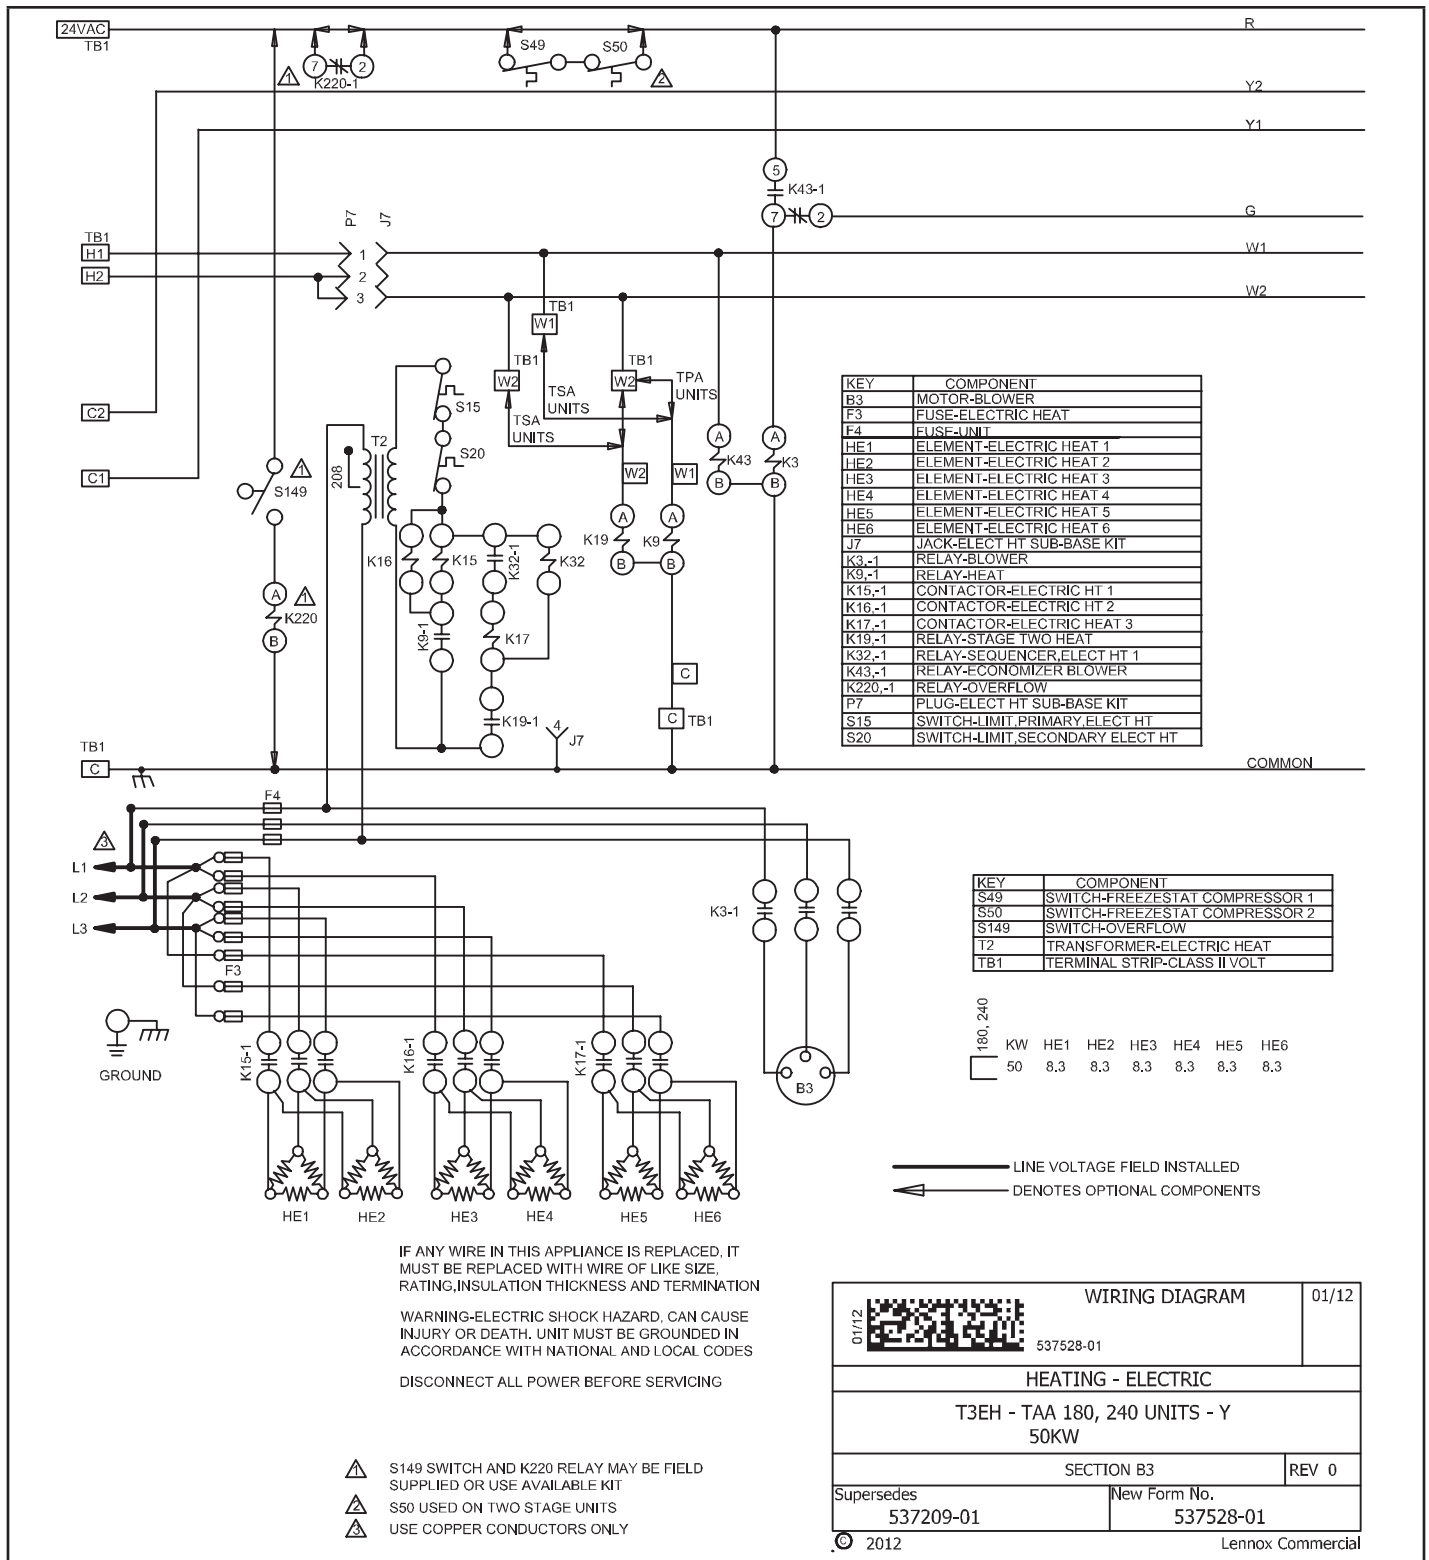 24VAC
TB1
R
S49
S50
7
2
K220-1
1
2
Y2
Y1
5
K43-1
7
2
G
P7
J7
TB1
H1
H2
1
2
3
W1
W2
TB1
W1
TB1
W2
TB1
W2
TPA
UNITS
TSA
UNITS
TSA
UNITS
C2
C1
S149
1
208
T2
S15
S20
A
K43
B
A
K3
B
W2
W1
A
K19
B
A
K9
B
K16
K15
K32-1
K32
A
1
K220
B
K9-1
K17
K19-1
4
J7
C
C
TB1
TB1
C
COMMON
KEY COMPONENT
B3 MOTOR-BLOWER
F3 FUSE-ELECTRIC HEAT
F4 FUSE-UNIT
HE1 ELEMENT-ELECTRIC HEAT 1
HE2 ELEMENT-ELECTRIC HEAT 2
HE3 ELEMENT-ELECTRIC HEAT 3
HE4 ELEMENT-ELECTRIC HEAT 4
HE5 ELEMENT-ELECTRIC HEAT 5
HE6 ELEMENT-ELECTRIC HEAT 6
J7 JACK-ELECT HT SUB-BASE KIT
K3,-1 RELAY-BLOWER
K9,-1 RELAY-HEAT
K15,-1 CONTACTOR-ELECTRIC HT 1
K16,-1 CONTACTOR-ELECTRIC HT 2
K17,-1 CONTACTOR-ELECTRIC HEAT 3
K19,-1 RELAY-STAGE TWO HEAT
K32,-1 RELAY-SEQUENCER,ELECT HT 1
K43,-1 RELAY-ECONOMIZER BLOWER
K220,-1 RELAY-OVERFLOW
P7 PLUG-ELECT HT SUB-BASE KIT
S15 SWITCH-LIMIT,PRIMARY,ELECT HT
S20 SWITCH-LIMIT,SECONDARY ELECT HT
F4
3
L1
L2
L3
F3
GROUND
K15-1
K16-1
K17-1
K3-1
B3
HE1
HE2
HE3
HE4
HE5
HE6
KEY COMPONENT
S49 SWITCH-FREEZESTAT COMPRESSOR 1
S50 SWITCH-FREEZESTAT COMPRESSOR 2
S149 SWITCH-OVERFLOW
T2 TRANSFORMER-ELECTRIC HEAT
TB1 TERMINAL STRIP-CLASS II VOLT
180, 240
KW HE1 HE2 HE3 HE4 HE5 HE6
50 8.3 8.3 8.3 8.3 8.3 8.3
LINE VOLTAGE FIELD INSTALLED
DENOTES OPTIONAL COMPONENTS
IF ANY WIRE IN THIS APPLIANCE IS REPLACED, IT
MUST BE REPLACED WITH WIRE OF LIKE SIZE,
RATING,INSULATION THICKNESS AND TERMINATION
WARNING-ELECTRIC SHOCK HAZARD, CAN CAUSE
INJURY OR DEATH. UNIT MUST BE GROUNDED IN
ACCORDANCE WITH NATIONAL AND LOCAL CODES
DISCONNECT ALL POWER BEFORE SERVICING
1 S149 SWITCH AND K220 RELAY MAY BE FIELD
SUPPLIED OR USE AVAILABLE KIT
2 S50 USED ON TWO STAGE UNITS
3 USE COPPER CONDUCTORS ONLY
01/12
WIRING DIAGRAM
01/12
537528-01
HEATING - ELECTRIC
T3EH - TAA 180, 240 UNITS - Y
50KW
SECTION B3
REV 0
Supersedes
537209-01
New Form No.
537528-01
© 2012
Lennox Commercial